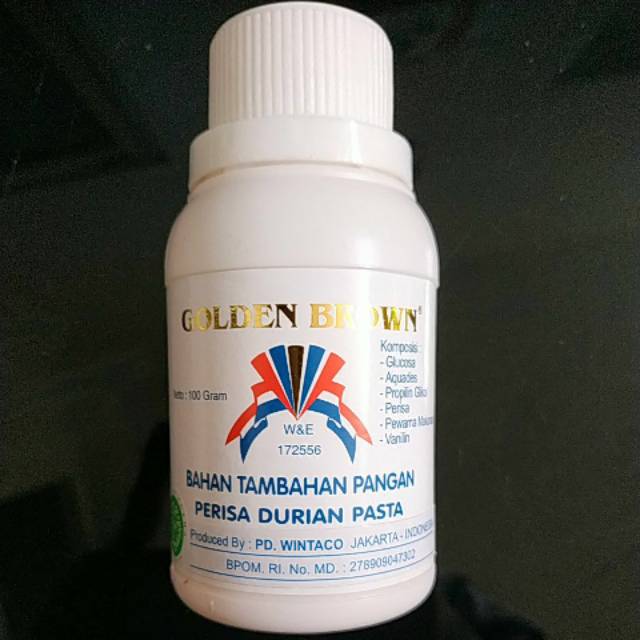 GOLDEN BROWN®
Komposisi :
- Glucosa
- Aquades
- Propilin Glikol
- Perisa
- Pewarna
- Vanilin
Netto : 100 Gram
W&E
172556
BAHAN TAMBAHAN PANGAN
PERISA DURIAN PASTA
Produced By : PD. WINTACO JAKARTA - INDONESIA
BPOM. RI. No. MD. : 278909047302